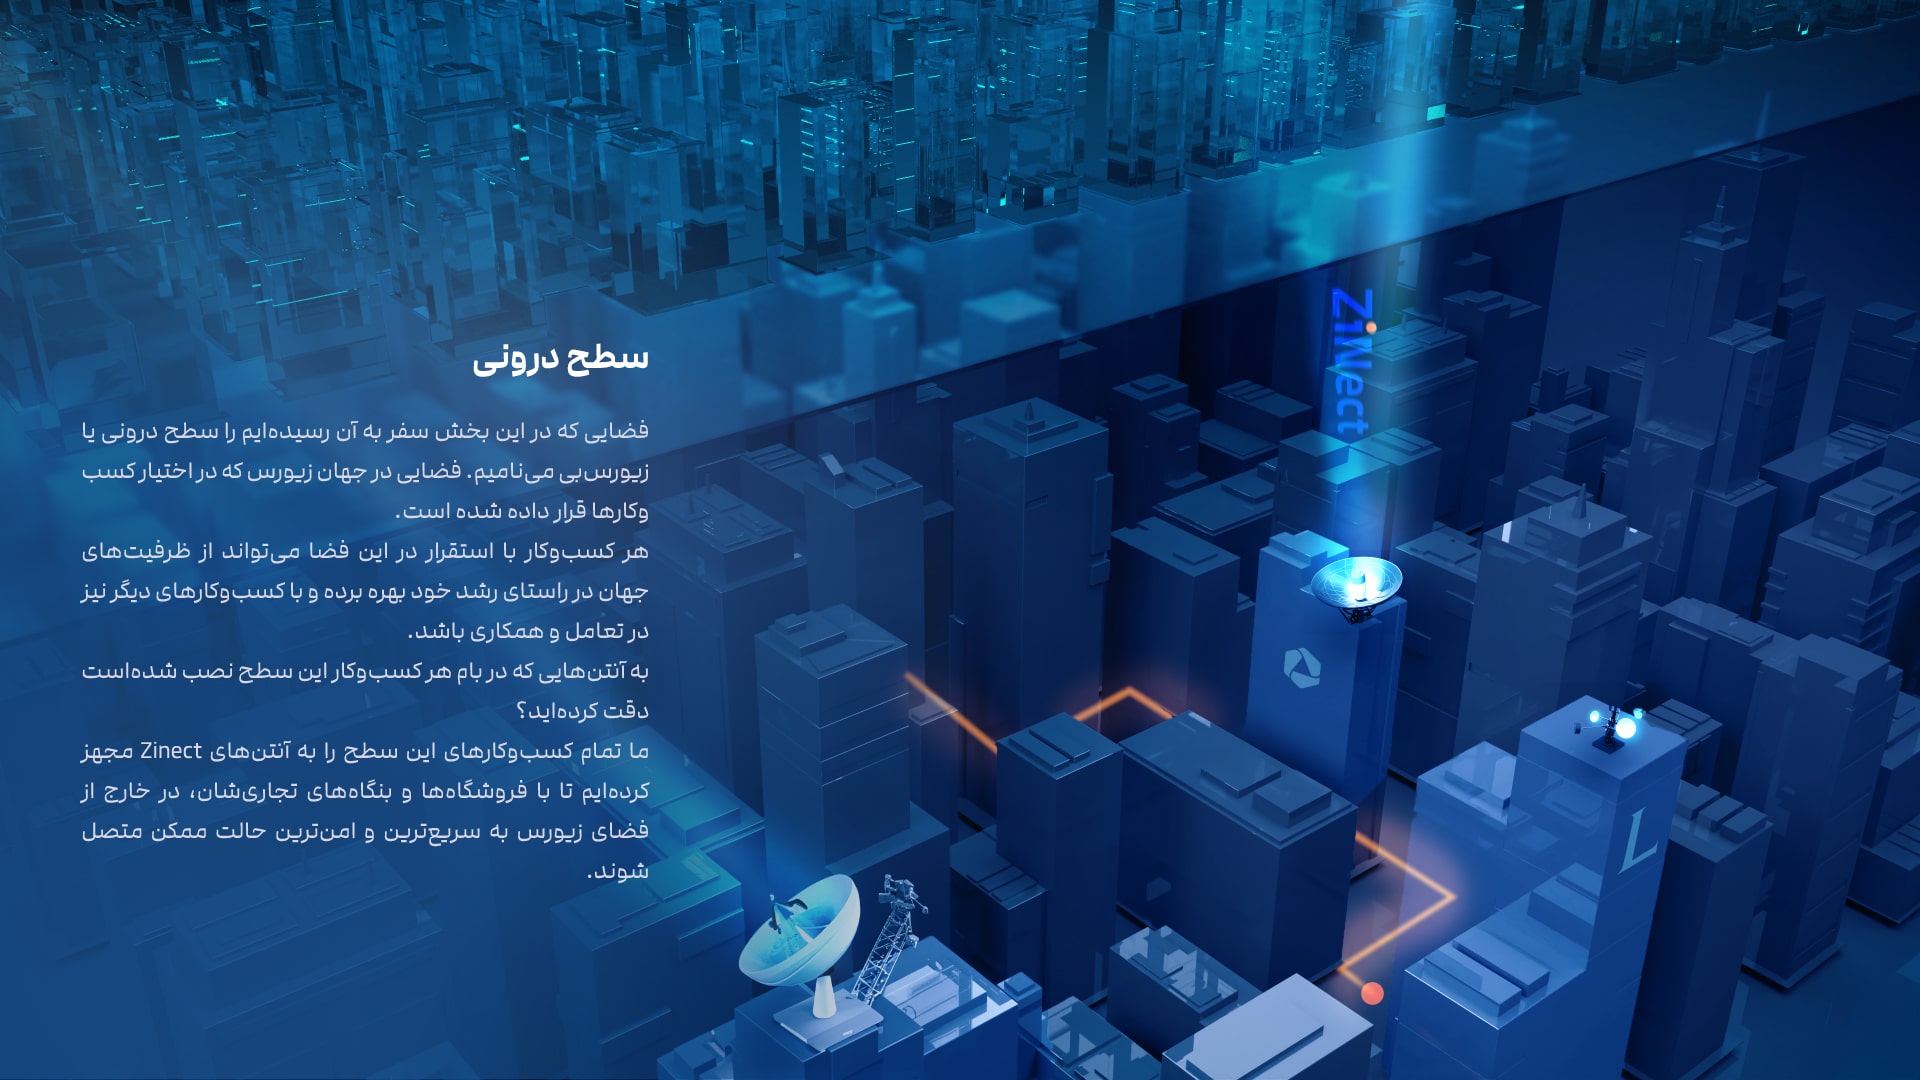 سطح درونی
فضایی که در این بخش سفر به آن رسیده‌ایم را سطح درونی یا
زیورس‌بی می‌نامیم. فضایی در جهان زیورس که در اختیار کسب
وکارها قرار داده شده است.
هر کسب‌وکار با استقرار در این فضا می‌تواند از ظرفیت‌های
جهان در راستای رشد خود بهره برده و با کسب‌وکارهای دیگر نیز
در تعامل و همکاری باشد.
به آنتن‌هایی که در بام هر کسب‌وکار این سطح نصب شده‌است
دقت کرده‌اید؟
ما تمام کسب‌وکارهای این سطح را به آنتن‌های Zinect مجهز
کرده‌ایم تا با فروشگاه‌ها و بنگاه‌های تجاری‌شان، در خارج از
فضای زیورس به سریع‌ترین و امن‌ترین حالت ممکن متصل
شوند.
ZiNect
L